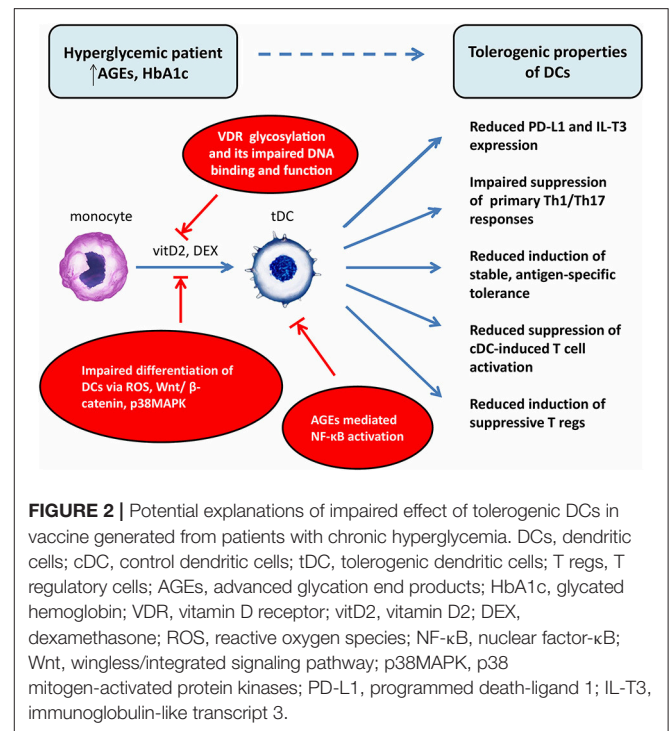 Hyperglycemic patient
↑AGEs, HbA1c
Tolerogenic properties
of DCs
VDR glycosylation
and its impaired DNA
binding and function
Reduced PD-L1 and IL-T3
expression
monocyte
vitD2, DEX
tDC
Impaired suppression
of primary Th1/Th17
responses
Reduced induction of
stable, antigen-specific
tolerance
Impaired differentiation of
DCs via ROS, Wnt/ β-
catenin, p38MAPK
AGEs mediated
NF-κB activation
Reduced suppression of
cDC-induced T cell
activation
Reduced induction of
suppressive T regs
FIGURE 2 | Potential explanations of impaired effect of tolerogenic DCs in
vaccine generated from patients with chronic hyperglycemia. DCs, dendritic
cells; cDC, control dendritic cells; tDC, tolerogenic dendritic cells; T regs, T
regulatory cells; AGEs, advanced glycation end products; HbA1c, glycated
hemoglobin; VDR, vitamin D receptor; vitD2, vitamin D2; DEX,
dexamethasone; ROS, reactive oxygen species; NF-κB, nuclear factor-κB;
Wnt, wingless/integrated signaling pathway; p38MAPK, p38
mitogen-activated protein kinases; PD-L1, programmed death-ligand 1; IL-T3,
immunoglobulin-like transcript 3.